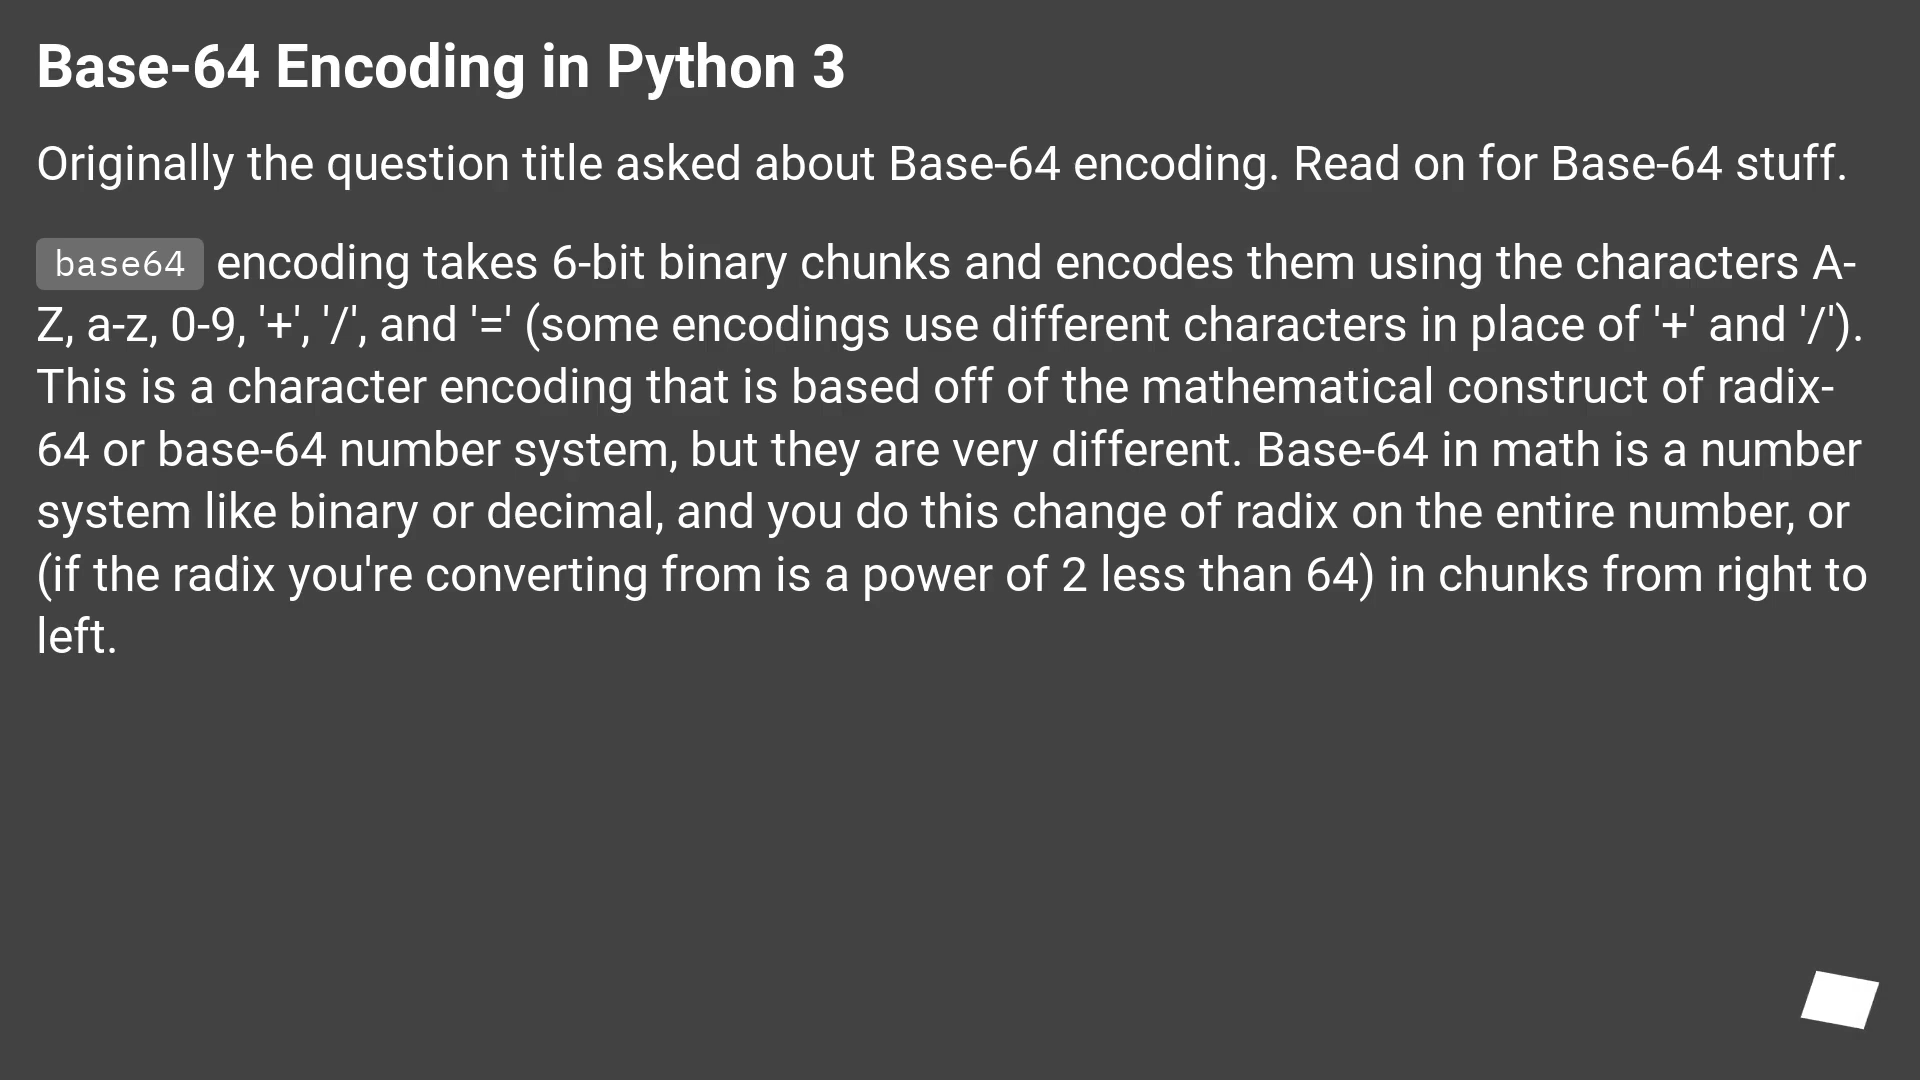 Base-64 Encoding in Python 3
Originally the question title asked about Base-64 encoding. Read on for Base-64 stuff.
base64 encoding takes 6-bit binary chunks and encodes them using the characters A-
Z, a-z, 0-9, '+', '/', and '=' (some encodings use different characters in place of '+' and '/').
This is a character encoding that is based off of the mathematical construct of radix-
64 or base-64 number system, but they are very different. Base-64 in math is a number
system like binary or decimal, and you do this change of radix on the entire number, or
(if the radix you're converting from is a power of 2 less than 64) in chunks from right to
left.